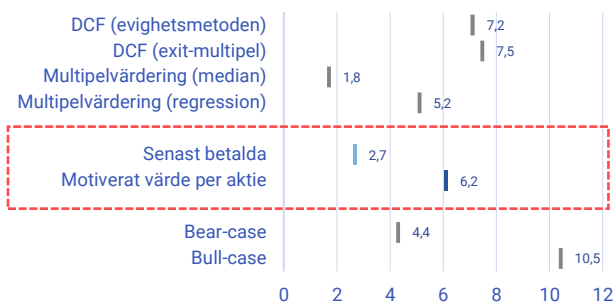 DCF (evighetsmetoden) 7,2
DCF (exit-multipel) 7,5
Multipelvärdering (median) 1,8
Multipelvärdering (regression) 5,2
Senast betalda 2,7
Motiverat värde per aktie 6,2
Bear-case 4,4
Bull-case 10,5
0 2 4 6 8 10 12